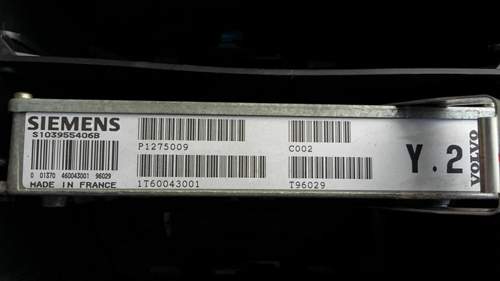 SIEMENS
S103955406B
0 01370 460043001 96029
MADE IN FRANCE
P1275009
1T60043001
C002
T96029
Y.2
VOLVO